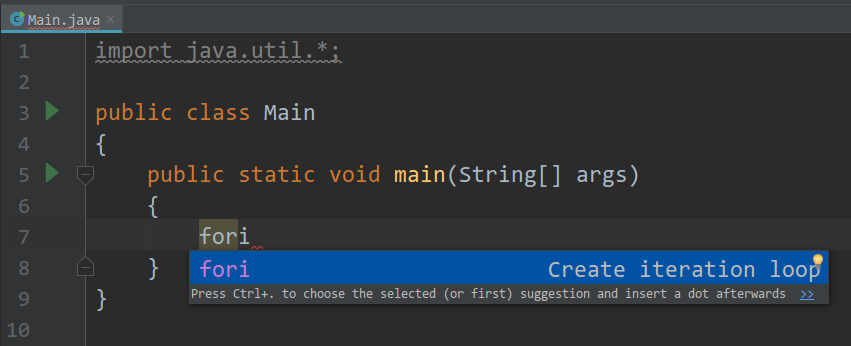 Main.java ×
1 import java.util.*;
2
3 public class Main
4 {
5 public static void main(String[] args)
6 {
7 fori
fori Create iteration loop
Press Ctrl+. to choose the selected (or first) suggestion and insert a dot afterwards >>
8 }
9 }
10